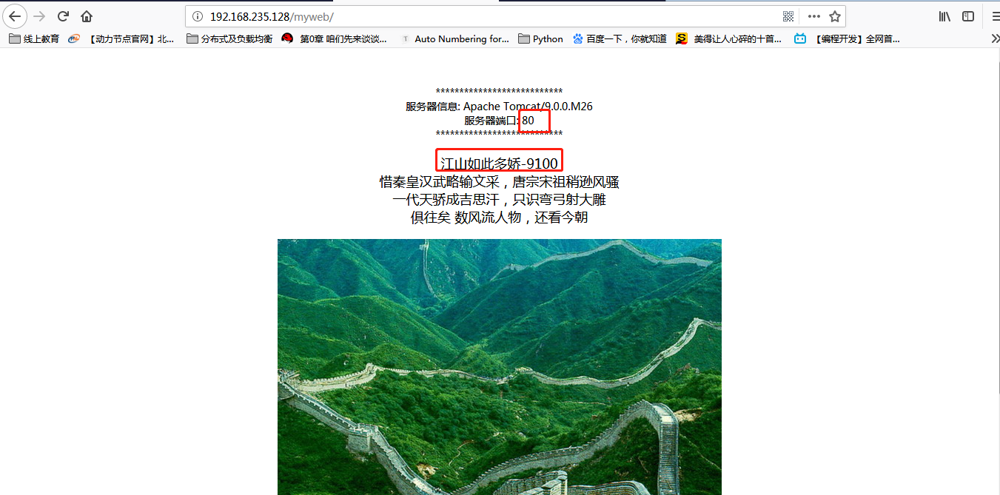 192.168.235.128/myweb/
线上教育 【动力节点官网】北... 分布式及负载均衡 第0章 咱们先来谈谈... T Auto Numbering for... Python 百度一下，你就知道 S 美得让人心碎的十首... 【编程开发】全网首...
***************************
服务器信息: Apache Tomcat/9.0.0.M26
服务器端口:80
***************************
江山如此多娇-9100
惜秦皇汉武略输文采，唐宗宋祖稍逊风骚
一代天骄成吉思汗，只识弯弓射大雕
俱往矣 数风流人物，还看今朝